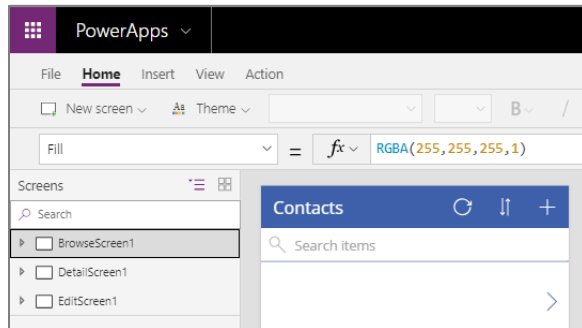 PowerApps
File Home Insert View Action
New screen Theme B /
Fill = fx RGBA(255,255,255,1)
Screens
Search
BrowseScreen1
DetailScreen1
EditScreen1
Contacts
Search items